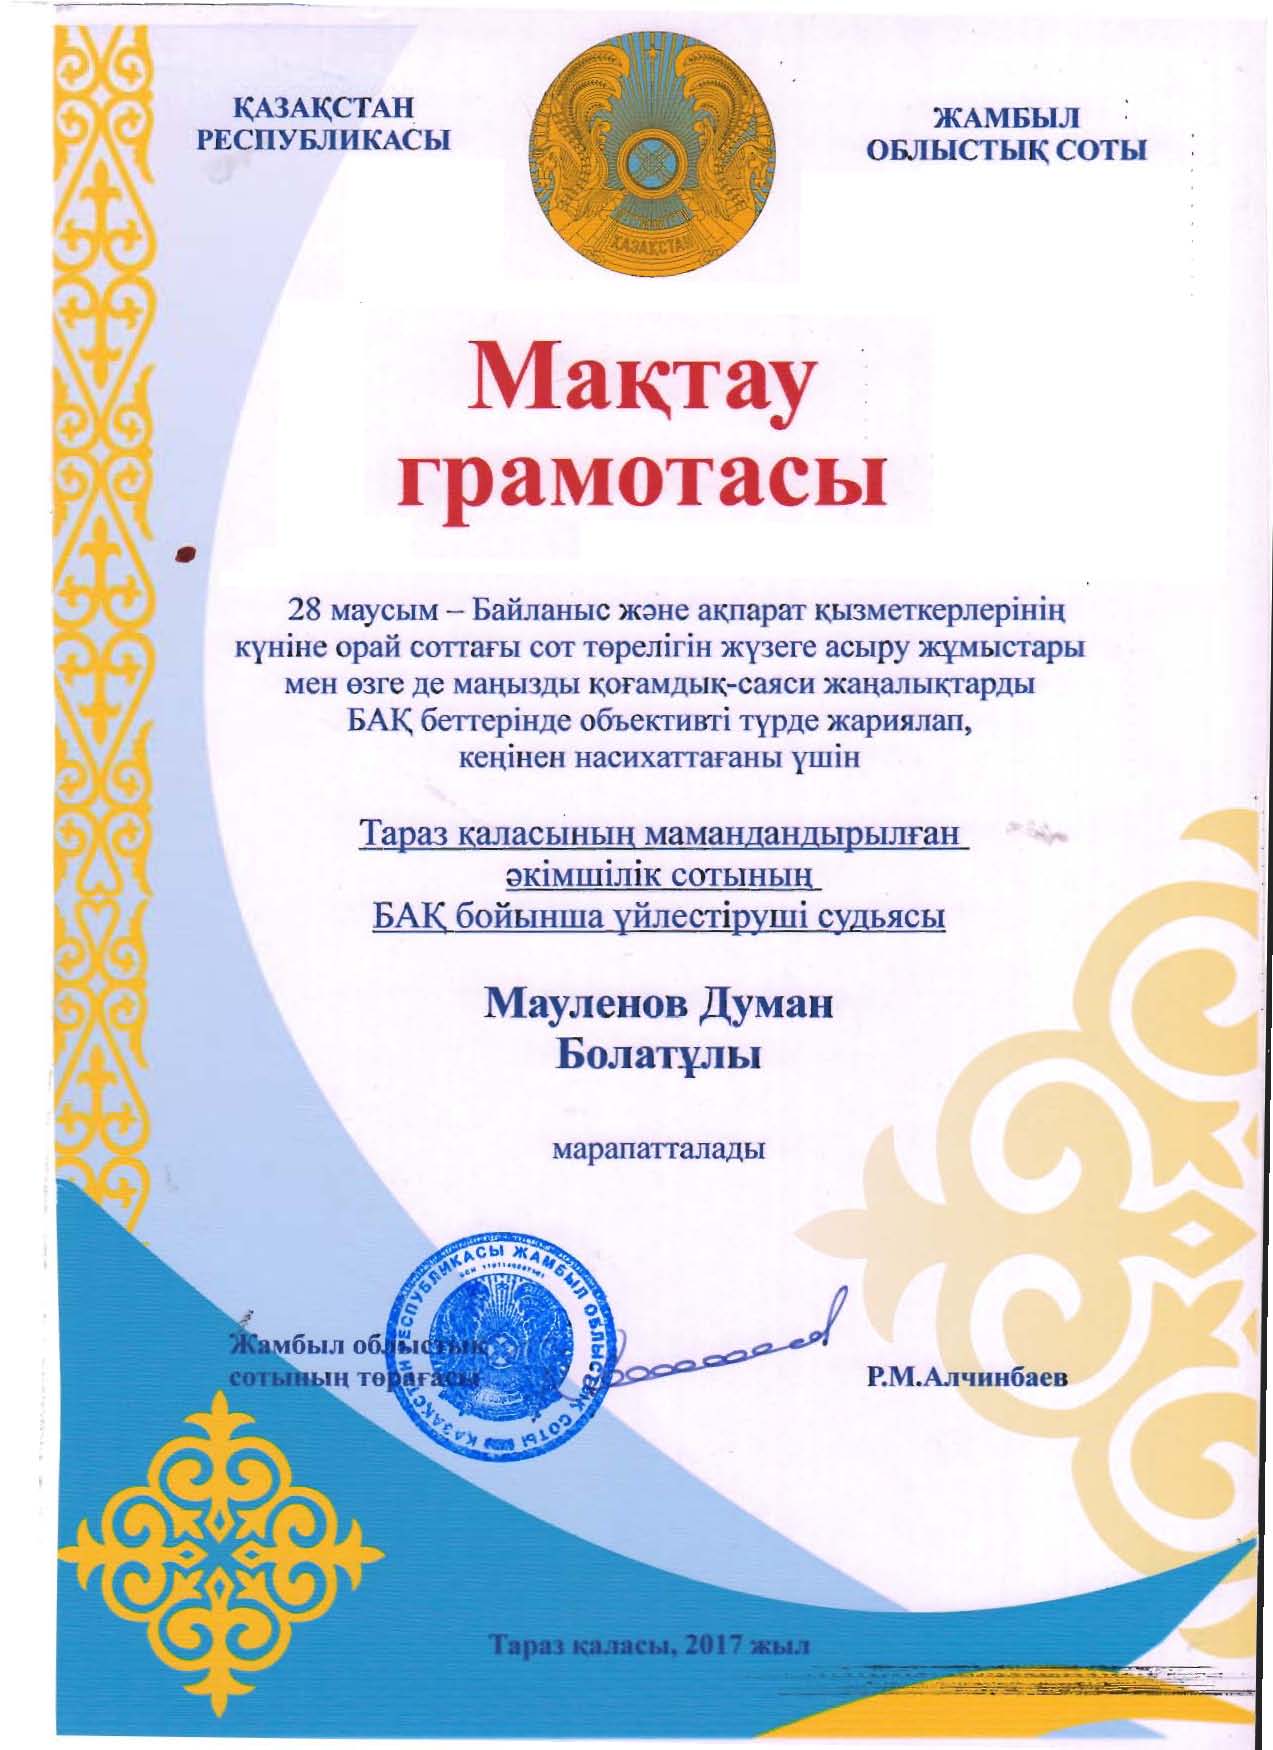 ҚАЗАҚСТАН
РЕСПУБЛИКАСЫ
ЖАМБЫЛ
ОБЛЫСТЫҚ СОТЫ
ҚАЗАҚСТАН
Мақтау
грамотасы
28 маусым – Байланыс және ақпарат қызметкерлерінің
күніне орай соттағы сот төрелігін жүзеге асыру жұмыстары
мен өзге де маңызды қоғамдық-саяси жаңалықтарды
БАҚ беттерінде объективті түрде жариялап,
кеңінен насихаттағаны үшін
Тараз қаласының мамандандырылған
әкімшілік сотының
БАҚ бойынша үйлестіруші судьясы
Мауленов Думан
Болатұлы
марапатталады
Жамбыл облыстық
сотының төрағасы
ҚАЗАҚСТАН РЕСПУБЛИКАСЫ ЖАМБЫЛ ОБЛЫСТЫҚ СОТЫ
Р.М.Алчинбаев
Тараз қаласы, 2017 жыл